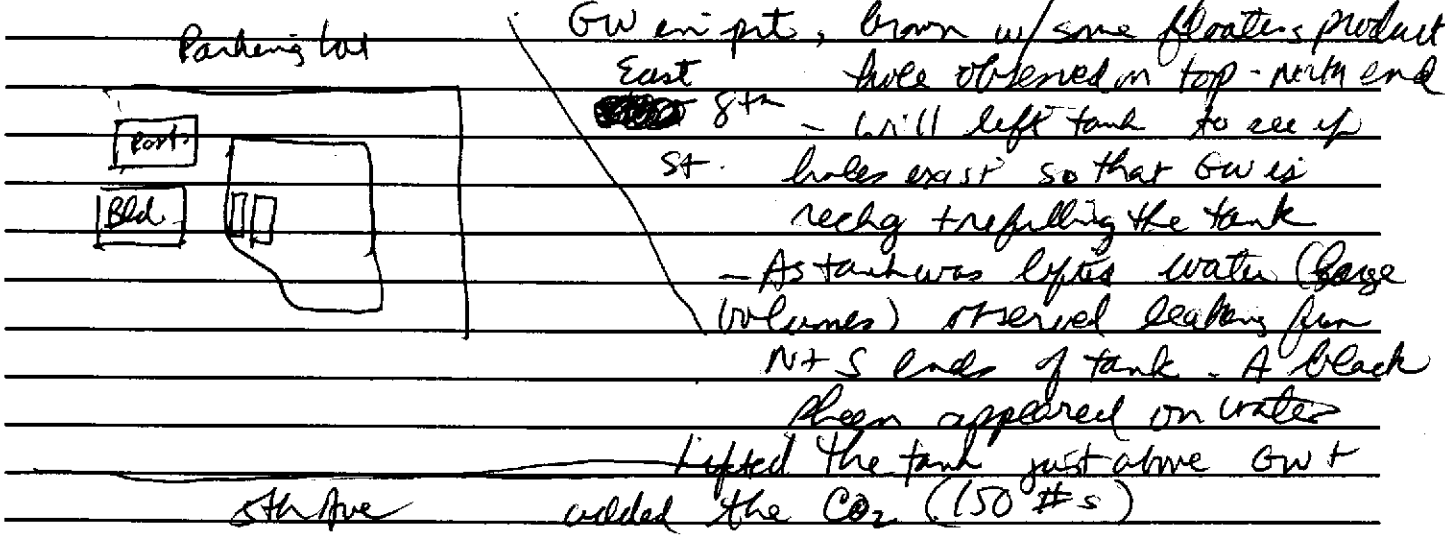 GW in pit, brown w/ some floating product
Parking Lot
East
hole observed on top - north end
8th
- Will lift tank to see if
Ports
St.
holes exist so that GW is
Bld.
rechg + refilling the tank
- As tank was lifted water (large
volumes) observed leaking from
N + S ends of tank - A black
sheen appeared on water
Lifted the tank just above GW +
5th Ave
added the CO2 (150 #s)